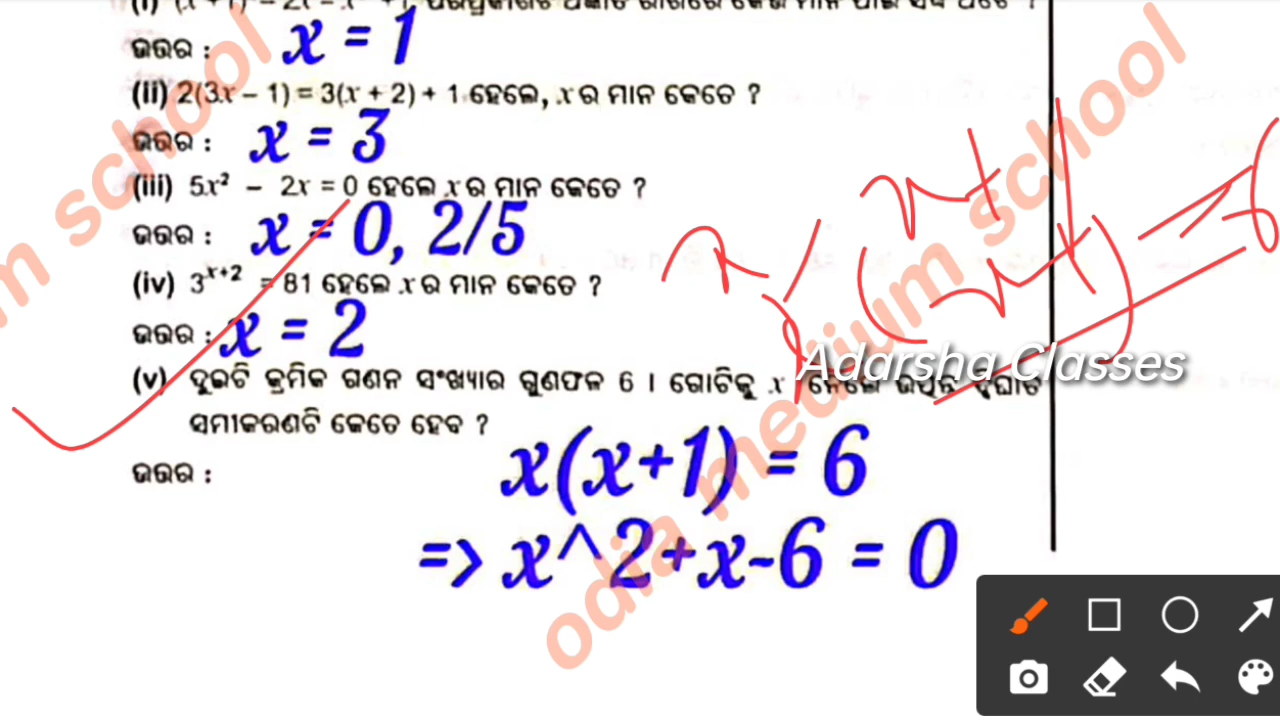 ଉତ୍ତର : x = 1
(ii) 2(3x – 1) = 3(x + 2) + 1 ହେଲେ, x ର ମାନ କେତେ ?
ଉତ୍ତର : x = 3
(iii) 5x² – 2x = 0 ହେଲେ x ର ମାନ କେତେ ?
ଉତ୍ତର : x = 0, 2/5
(iv) 3^x+2 = 81 ହେଲେ x ର ମାନ କେତେ ?
ଉତ୍ତର : x = 2
(v) ଦୁଇଟି କ୍ରମିକ ଗଣନ ସଂଖ୍ୟାର ଗୁଣଫଳ 6 । ଗୋଟିକୁ x ନେଲେ
ସମୀକରଣଟି କେତେ ହେବ ?
ଉତ୍ତର : x(x+1) = 6
=> x^2+x-6 = 0
Adarsha Classes
odia medium school